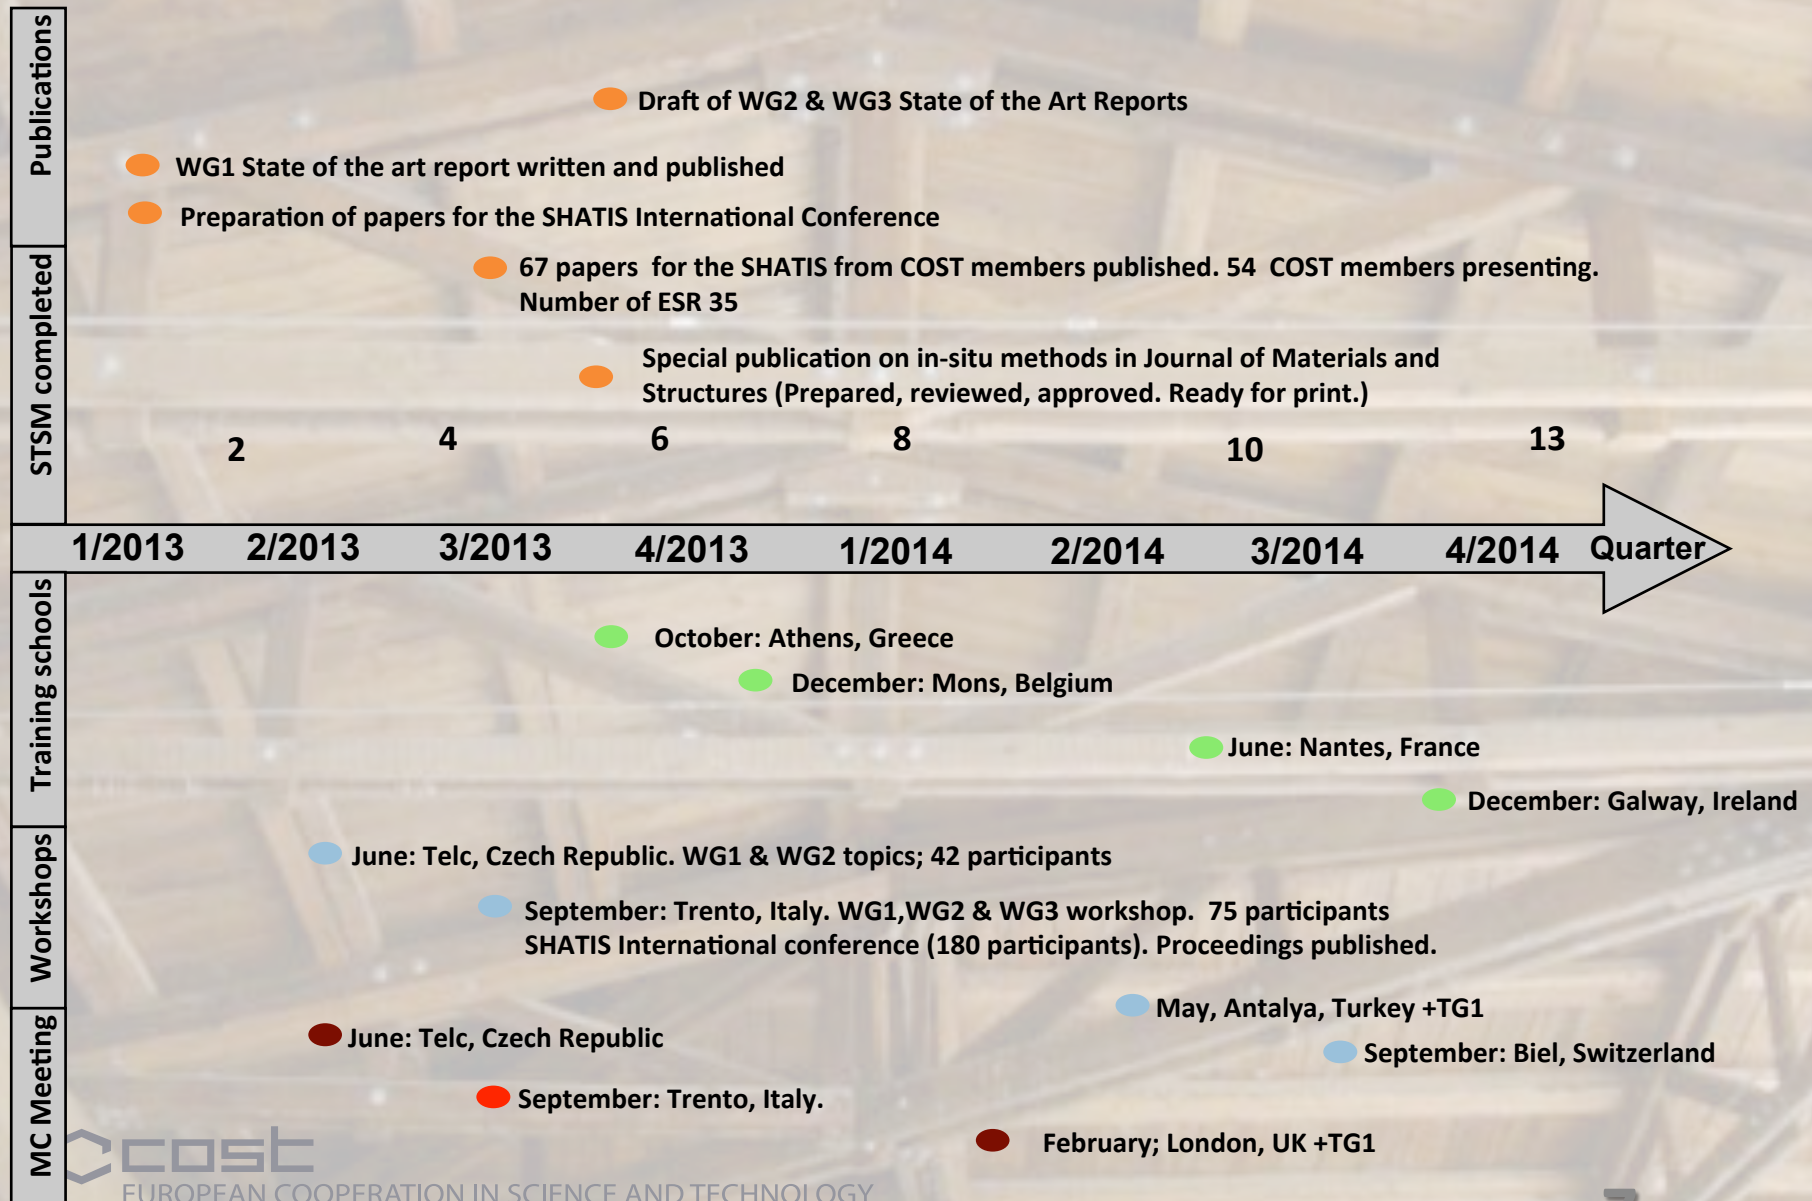 Publications
Draft of WG2 & WG3 State of the Art Reports
WG1 State of the art report written and published
Preparation of papers for the SHATIS International Conference
STSM completed
67 papers for the SHATIS from COST members published. 54 COST members presenting.
Number of ESR 35
Special publication on in-situ methods in Journal of Materials and
Structures (Prepared, reviewed, approved. Ready for print.)
2 4 6 8 10 13
1/2013 2/2013 3/2013 4/2013 1/2014 2/2014 3/2014 4/2014 Quarter
Training schools
October: Athens, Greece
December: Mons, Belgium
June: Nantes, France
December: Galway, Ireland
Workshops
June: Telc, Czech Republic. WG1 & WG2 topics; 42 participants
September: Trento, Italy. WG1,WG2 & WG3 workshop. 75 participants
SHATIS International conference (180 participants). Proceedings published.
May, Antalya, Turkey +TG1
September: Biel, Switzerland
MC Meeting
June: Telc, Czech Republic
September: Trento, Italy.
February; London, UK +TG1
cost
EUROPEAN COOPERATION IN SCIENCE AND TECHNOLOGY